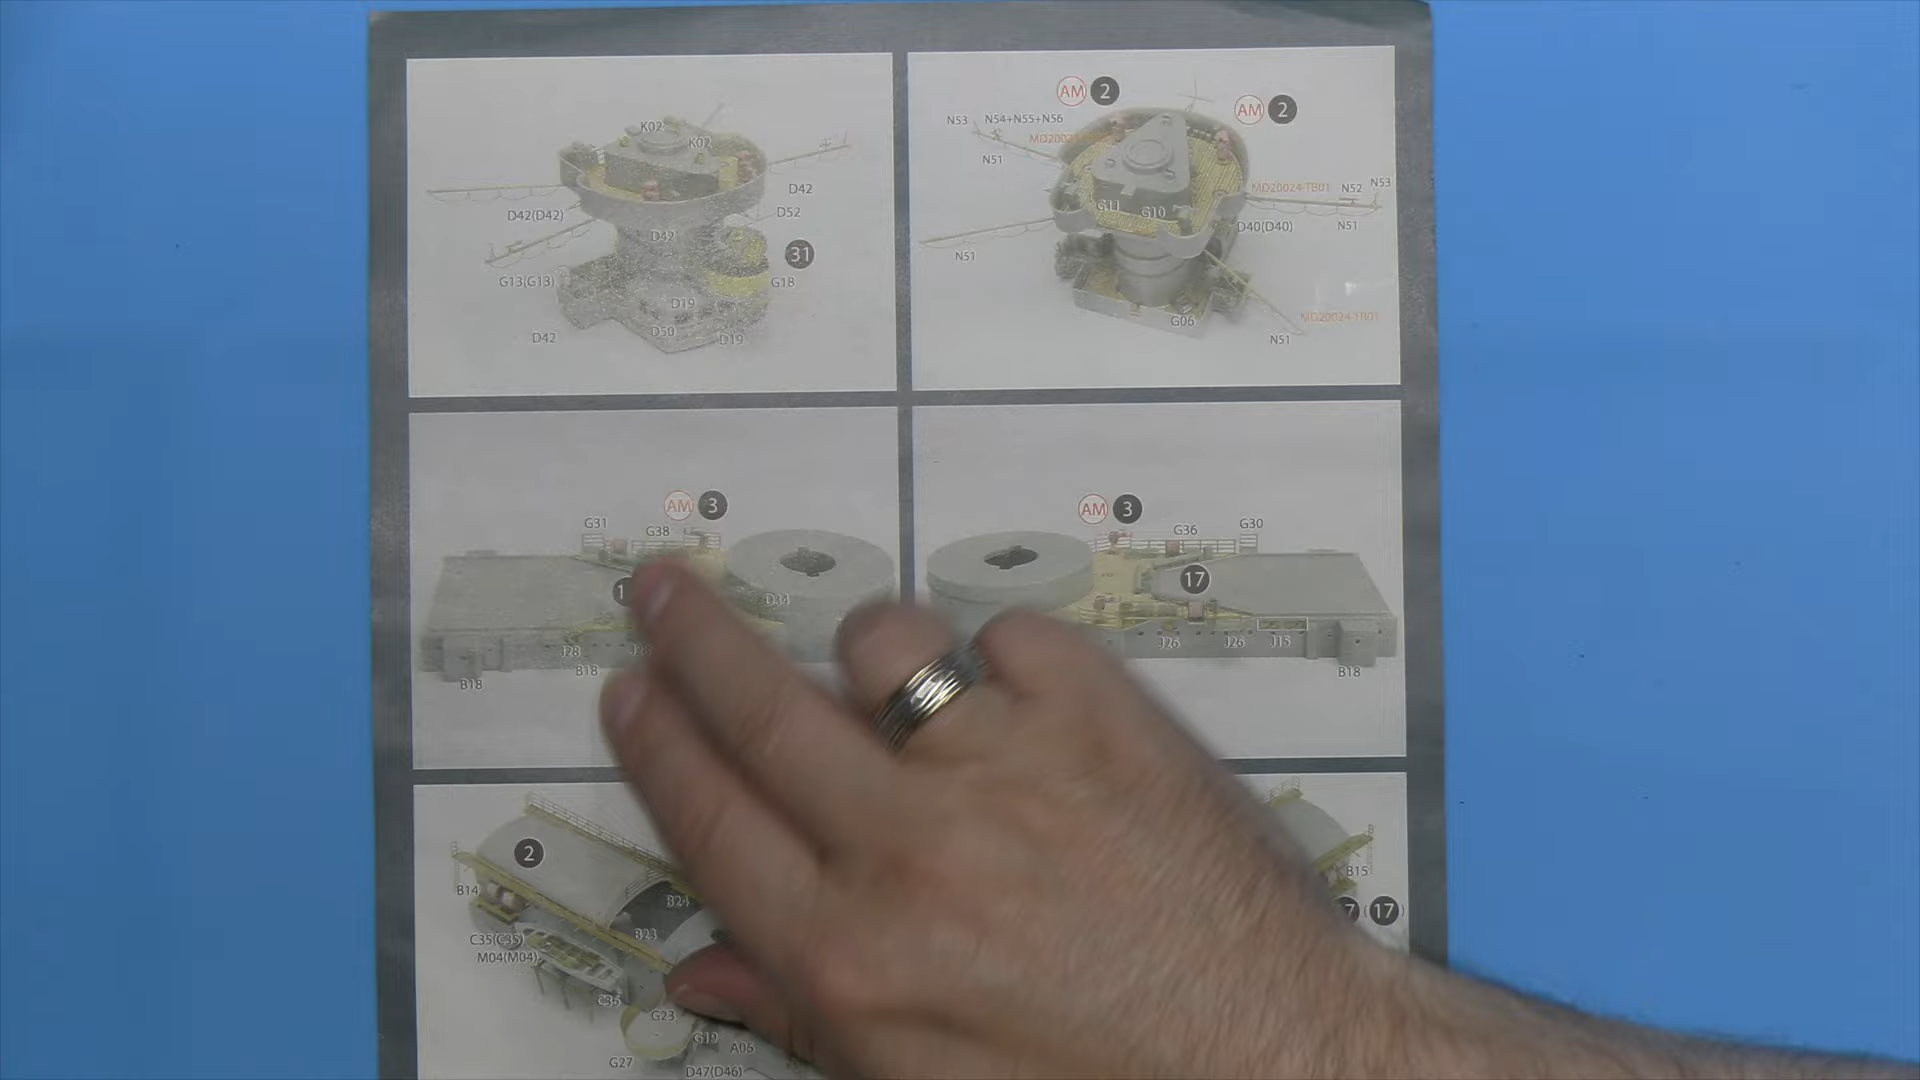 K02
K02
D42
D42(D42)
D52
D42
31
G13(G13)
G18
D19
D50
D19
D42
AM 2
AM 2
N53
N54+N55+N56
N51
MD20024-TB01
N52
N53
G11
G10
D40(D40)
N51
N51
G06
MD20024-TB01
N51
AM 3
G31
G38
D44
J28
J28
B18
B18
AM 3
G36
G30
17
J26
J26
J15
B18
2
B14
B24
B23
C35(C35)
M04(M04)
C36
G23
G19
A06
G27
D47(D46)
B15
(17)